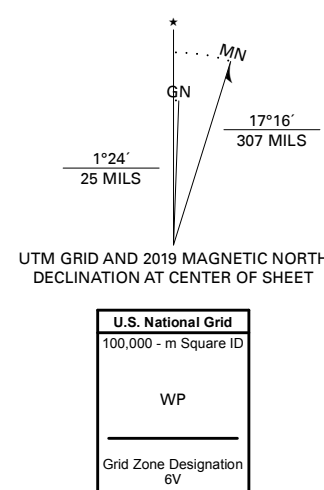 ★
MN
GN
17°16´
307 MILS
1°24´
25 MILS
UTM GRID AND 2019 MAGNETIC NORTH
DECLINATION AT CENTER OF SHEET
U.S. National Grid
100,000 - m Square ID
WP
Grid Zone Designation
6V